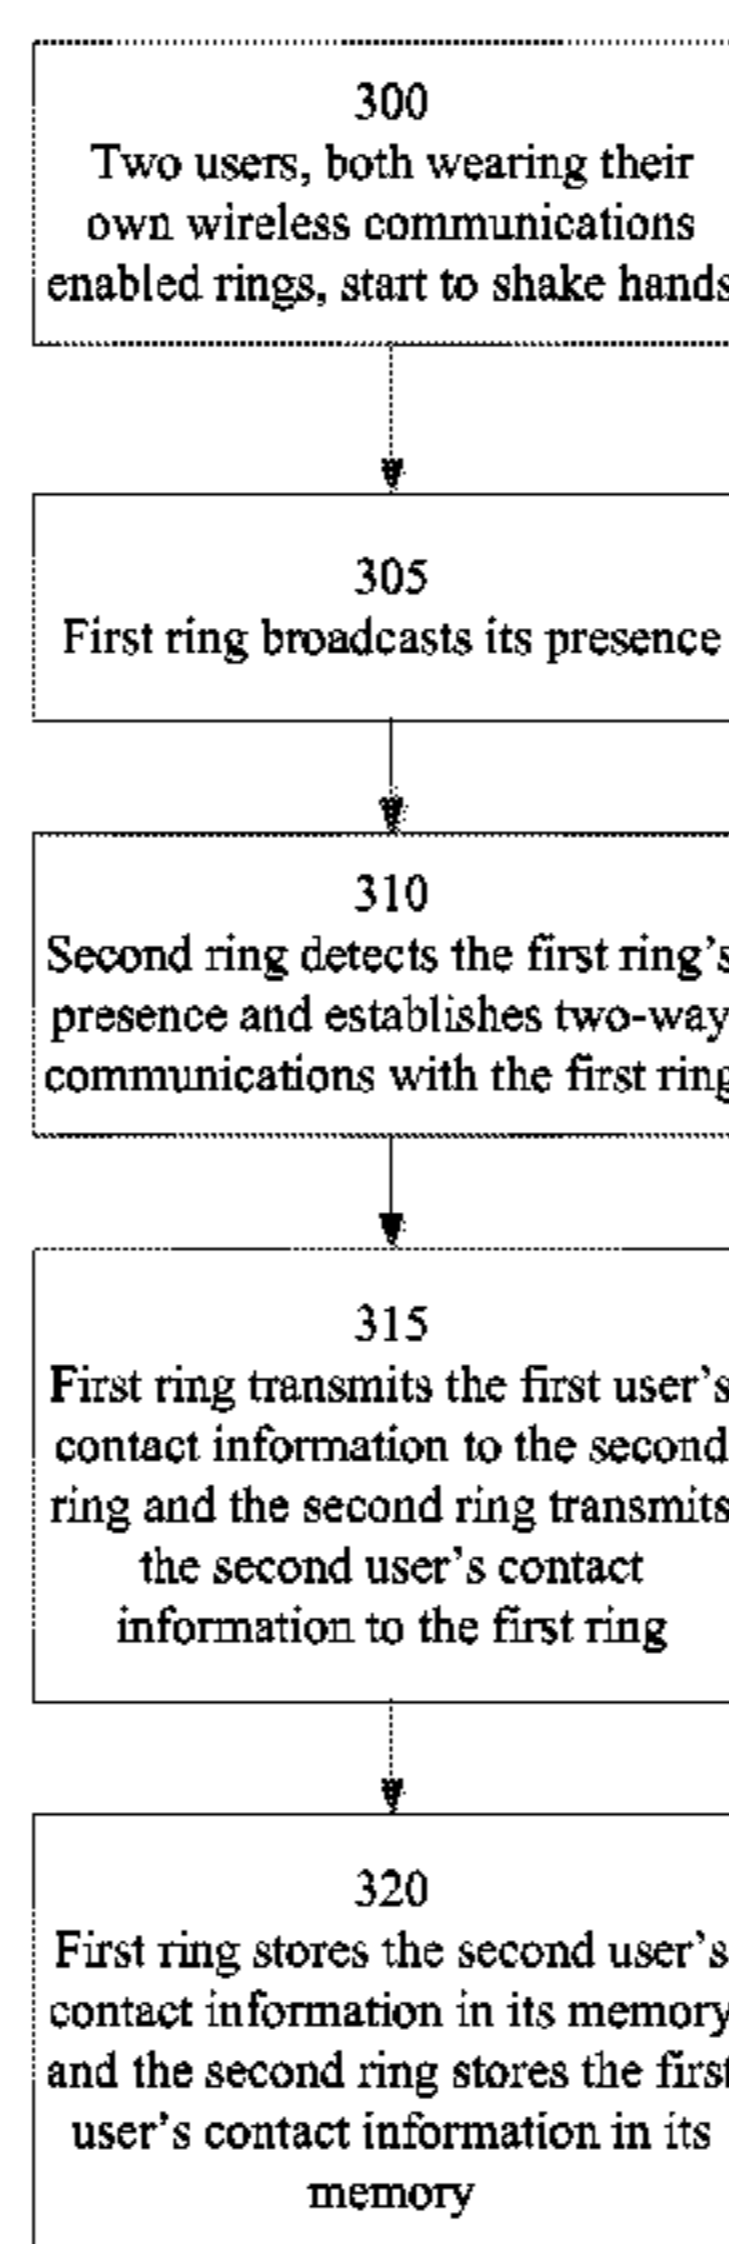 300
Two users, both wearing their
own wireless communications
enabled rings, start to shake hands
305
First ring broadcasts its presence
310
Second ring detects the first ring's
presence and establishes two-way
communications with the first ring
315
First ring transmits the first user's
contact information to the second
ring and the second ring transmits
the second user's contact
information to the first ring
320
First ring stores the second user's
contact information in its memory
and the second ring stores the first
user's contact information in its
memory